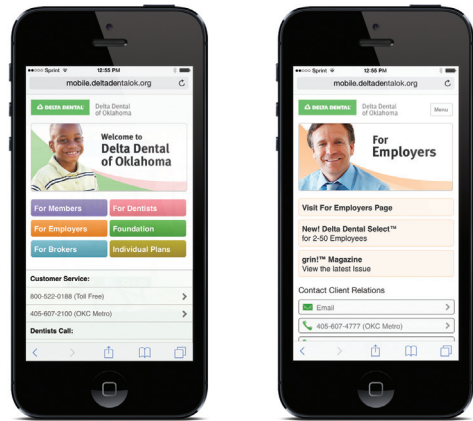 Sprint 12:55 PM
mobile.deltadentalok.org
DELTA DENTAL
Delta Dental
of Oklahoma
Welcome to
Delta Dental
of Oklahoma
For Members
For Dentists
For Employers
Foundation
For Brokers
Individual Plans
Customer Service:
800-522-0188 (Toll Free)
405-607-2100 (OKC Metro)
Dentists Call:
Sprint 12:55 PM
mobile.deltadentalok.org
DELTA DENTAL
Delta Dental
of Oklahoma
Menu
For
Employers
Visit For Employers Page
New! Delta Dental Select™
for 2-50 Employees
grin!™ Magazine
View the latest Issue
Contact Client Relations
Email
405-607-4777 (OKC Metro)